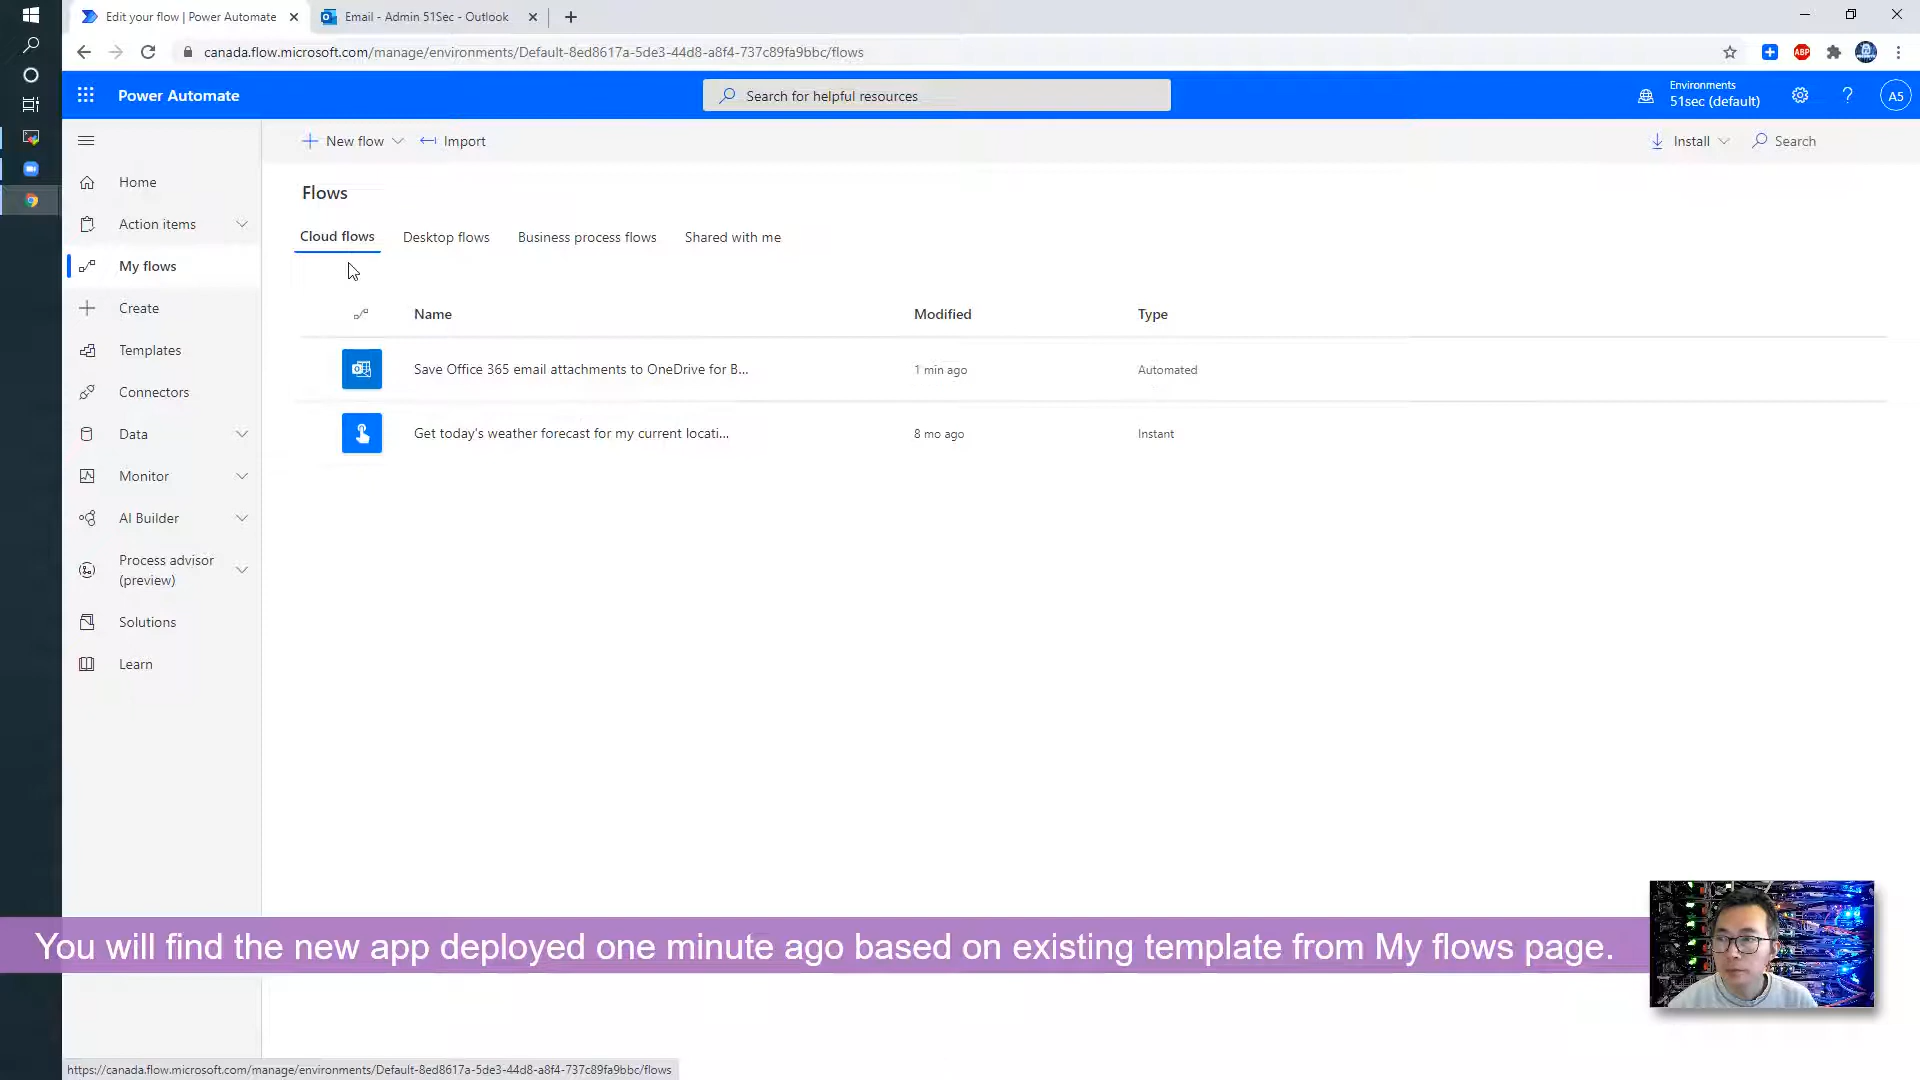 Edit your flow | Power Automate
Email - Admin 51Sec - Outlook
canada.flow.microsoft.com/manage/environments/Default-8ed8617a-5de3-44d8-a8f4-737c89fa9bbc/flows
ABP
Power Automate
Search for helpful resources
Environments
51sec (default)
A5
New flow
Import
Install
Search
Home
Action items
My flows
Create
Templates
Connectors
Data
Monitor
AI Builder
Process advisor
(preview)
Solutions
Learn
Flows
Cloud flows
Desktop flows
Business process flows
Shared with me
Name
Modified
Type
Save Office 365 email attachments to OneDrive for B...
1 min ago
Automated
Get today's weather forecast for my current locati...
8 mo ago
Instant
You will find the new app deployed one minute ago based on existing template from My flows page.
https://canada.flow.microsoft.com/manage/environments/Default-8ed8617a-5de3-44d8-a8f4-737c89fa9bbc/flows